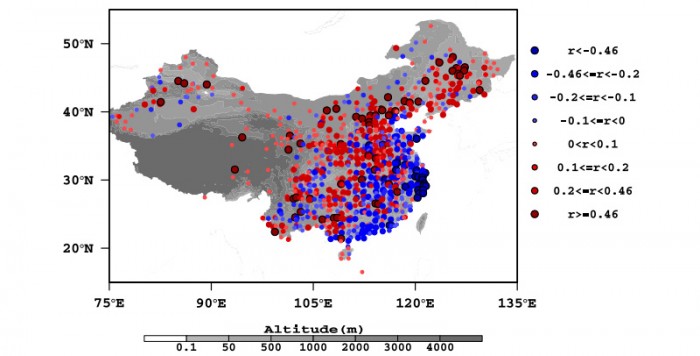 50°N
40°N
30°N
20°N
75°E 90°E 105°E 120°E 135°E
r<-0.46
-0.46<=r<-0.2
-0.2<=r<-0.1
-0.1<=r<0
0<r<0.1
0.1<=r<0.2
0.2<=r<0.46
r>=0.46
Altitude(m)
0.1 50 500 1000 2000 3000 4000